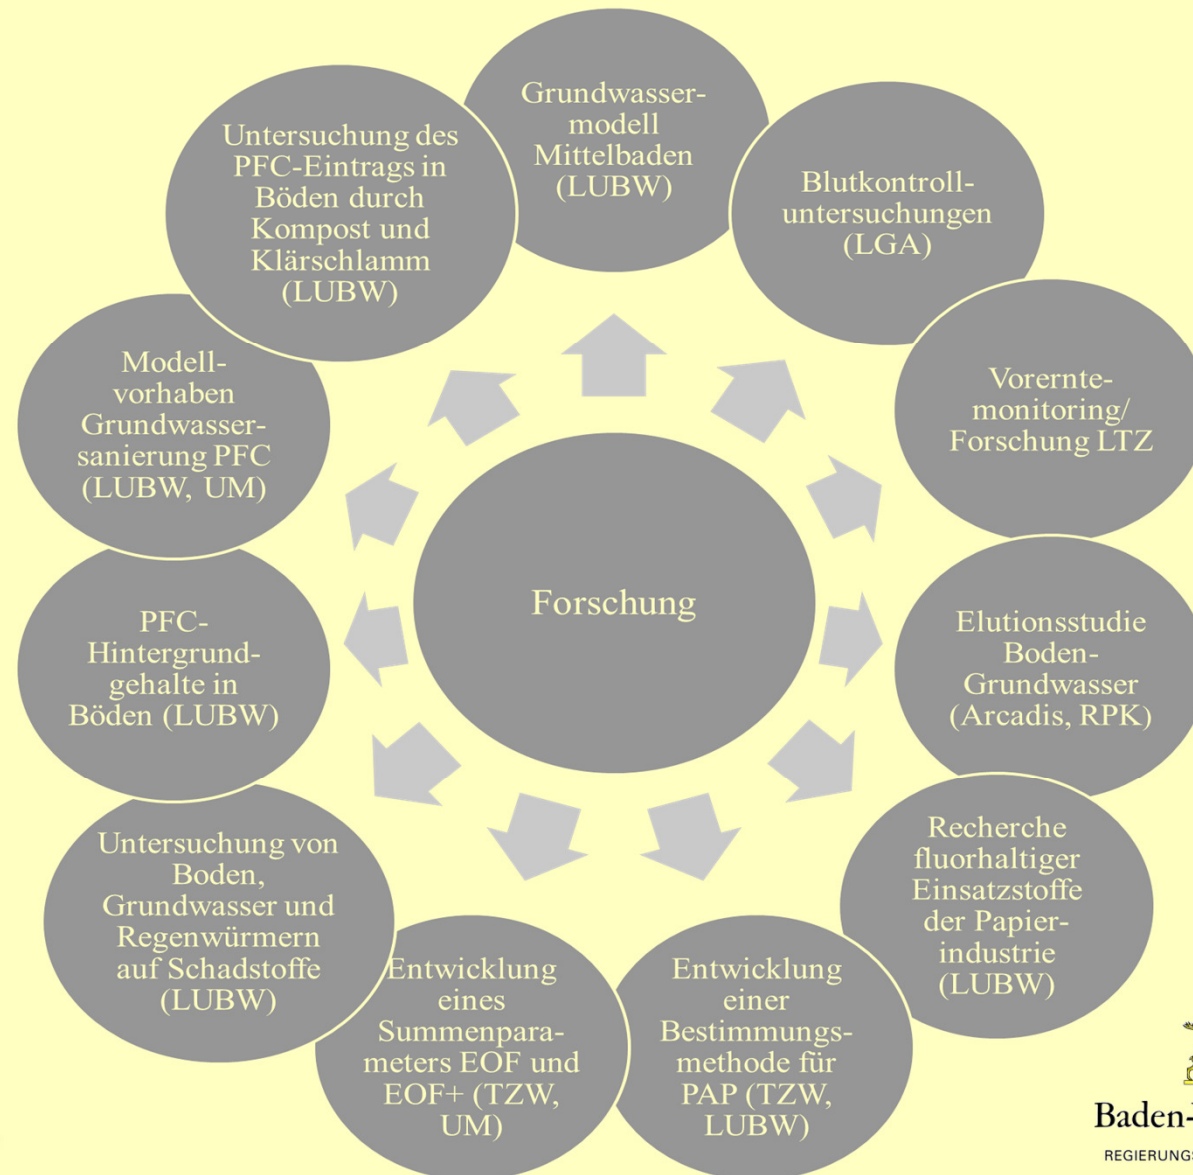 Grundwasser-
modell
Mittelbaden
(LUBW)
Blutkontroll-
untersuchungen
(LGA)
Vorernte-
monitoring/
Forschung LTZ
Elutionsstudie
Boden-
Grundwasser
(Arcadis, RPK)
Recherche
fluorhaltiger
Einsatzstoffe
der Papier-
industrie
(LUBW)
Entwicklung
einer
Bestimmungs-
methode für
PAP (TZW,
LUBW)
Entwicklung
eines
Summenpara-
meters EOF und
EOF+ (TZW,
UM)
Untersuchung von
Boden,
Grundwasser und
Regenwürmern
auf Schadstoffe
(LUBW)
PFC-
Hintergrund-
gehalte in
Böden (LUBW)
Modell-
vorhaben
Grundwasser-
sanierung PFC
(LUBW, UM)
Untersuchung des
PFC-Eintrags in
Böden durch
Kompost und
Klärschlamm
(LUBW)
Forschung
Baden-
REGIERUNGS